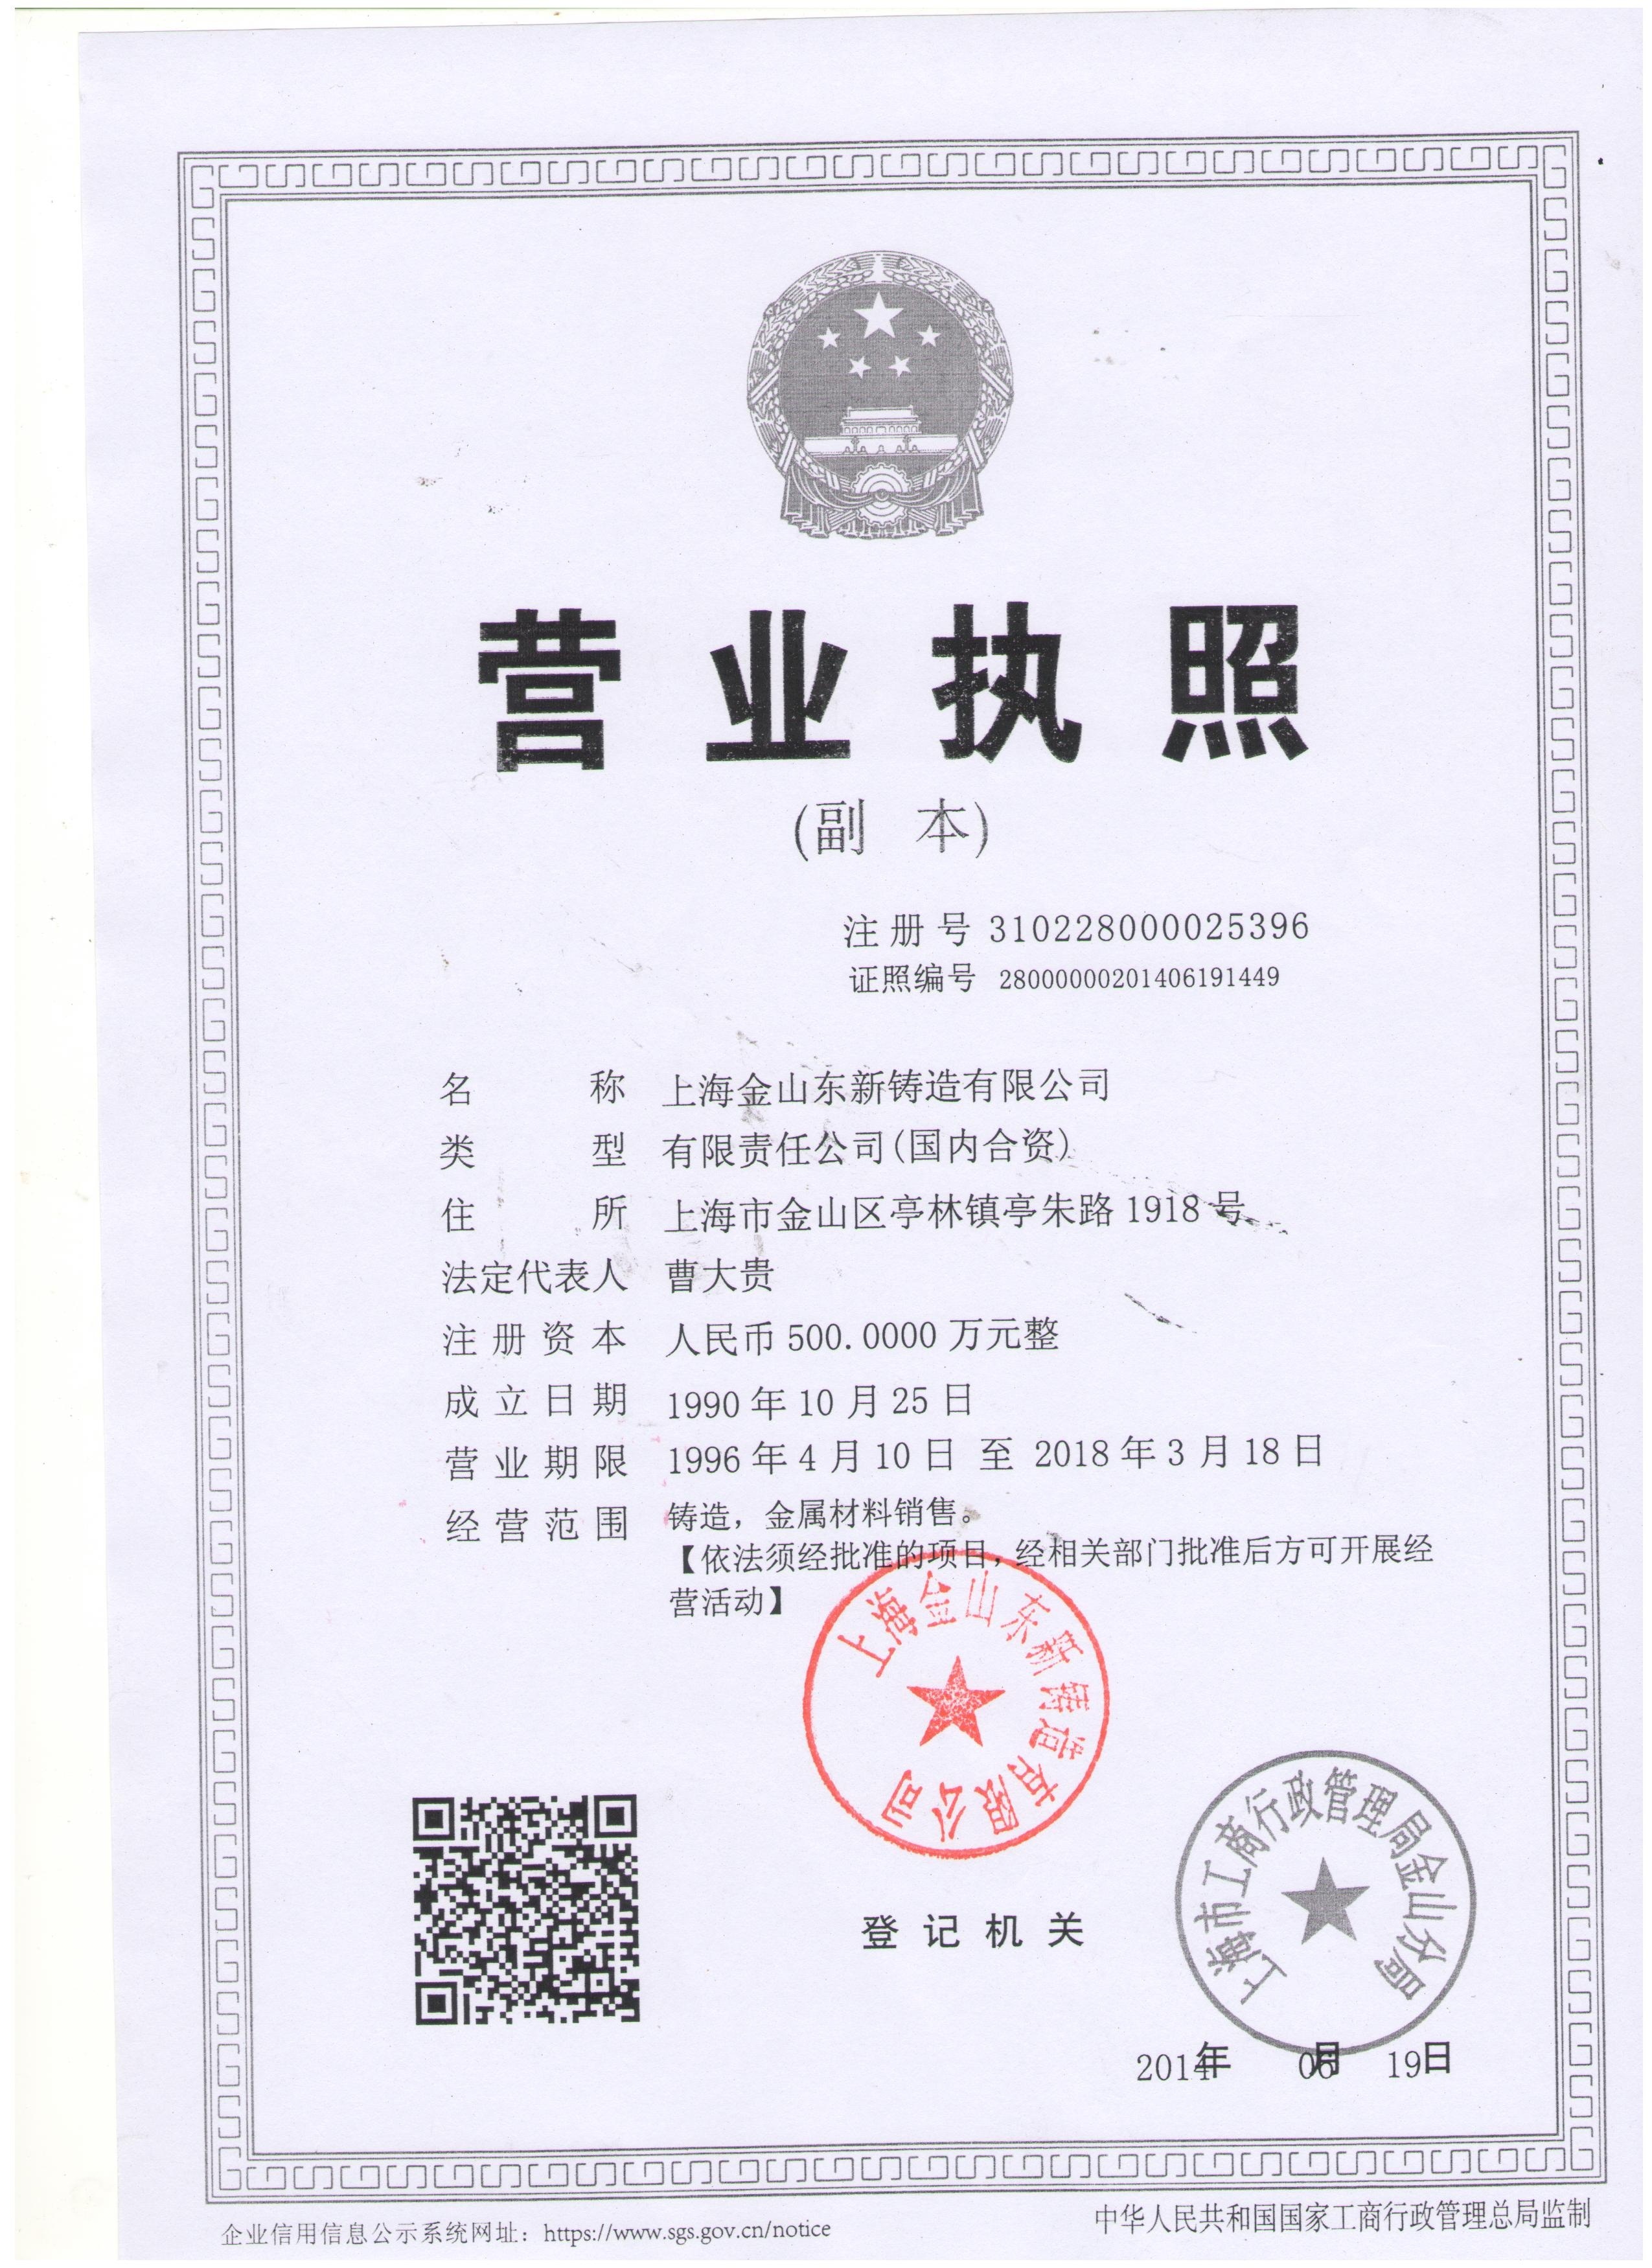 营业执照
(副 本)
注册号 310228000025396
证照编号 28000000201406191449
名称 上海金山东新铸造有限公司
类型 有限责任公司(国内合资)
住所 上海市金山区亭林镇亭朱路 1918 号
法定代表人 曹大贵
注册资本 人民币 500.0000 万元整
成立日期 1990 年 10 月 25 日
营业期限 1996 年 4 月 10 日 至 2018 年 3 月 18 日
经营范围 铸造，金属材料销售。
【依法须经批准的项目，经相关部门批准后方可开展经
营活动】
上海金山东新铸造有限公司
登记机关
上海市工商行政管理局金山分局
2014年 06月 19日
企业信用信息公示系统网址：https://www.sgs.gov.cn/notice
中华人民共和国国家工商行政管理总局监制